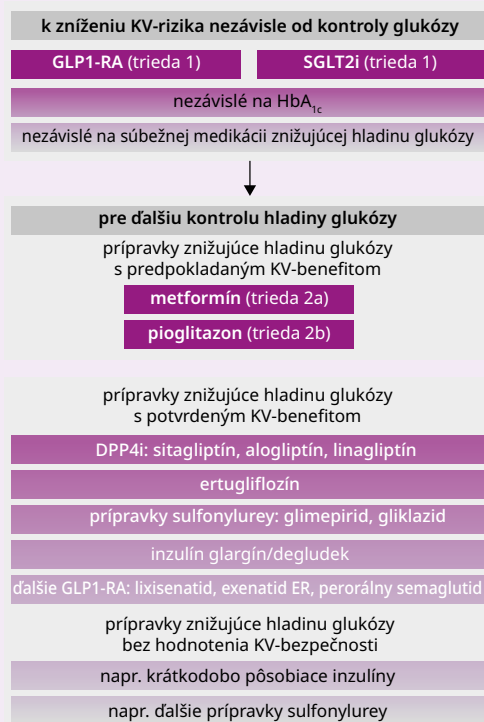 k zníženiu KV-rizika nezávisle od kontroly glukózy
GLP1-RA (trieda 1)
SGLT2i (trieda 1)
nezávislé na HbA1c
nezávislé na súbežnej medikácii znižujúcej hladinu glukózy
pre ďalšiu kontrolu hladiny glukózy
prípravky znižujúce hladinu glukózy
s predpokladaným KV-benefitom
metformín (trieda 2a)
pioglitazon (trieda 2b)
prípravky znižujúce hladinu glukózy
s potvrdeným KV-benefitom
DPP4i: sitagliptín, alogliptín, linagliptín
ertugliflozín
prípravky sulfonylurey: glimepirid, gliklazid
inzulín glargín/degludek
ďalšie GLP1-RA: lixisenatid, exenatid ER, perorálny semaglutid
prípravky znižujúce hladinu glukózy
bez hodnotenia KV-bezpečnosti
napr. krátkodobo pôsobiace inzulíny
napr. ďalšie prípravky sulfonylurey